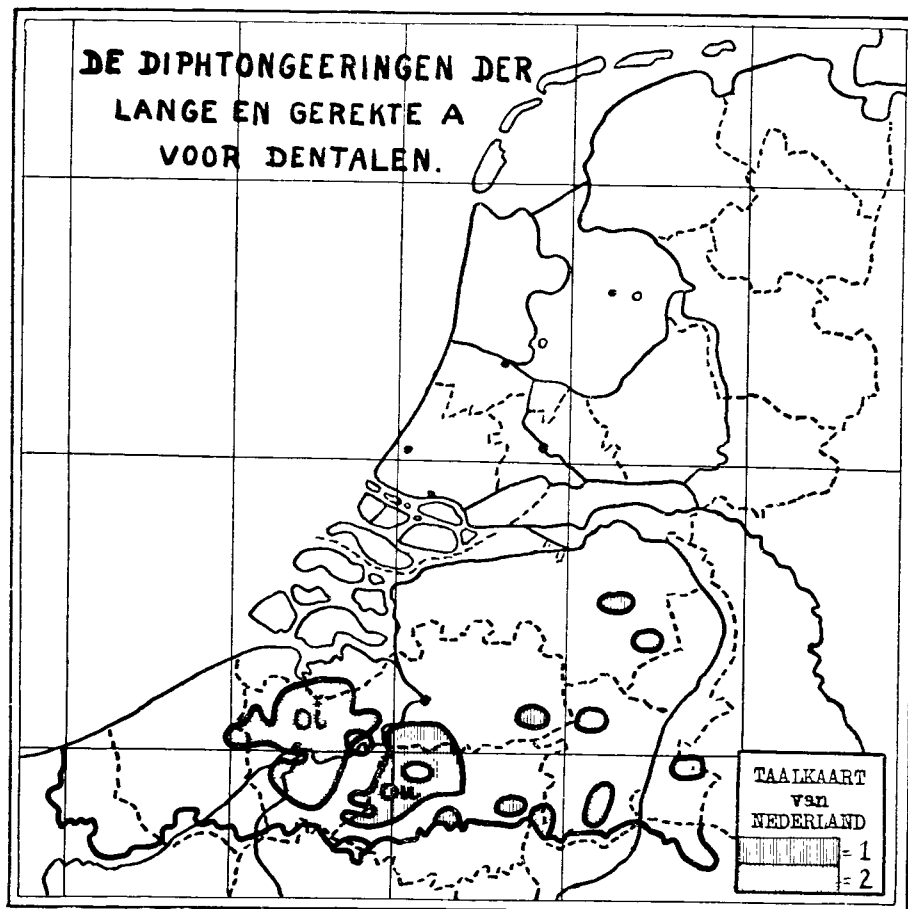 DE DIPHTONGEERINGEN DER
LANGE EN GEREKTE A
VOOR DENTALEN.
oi
ou
TAALKAART
van
NEDERLAND
= 1
= 2